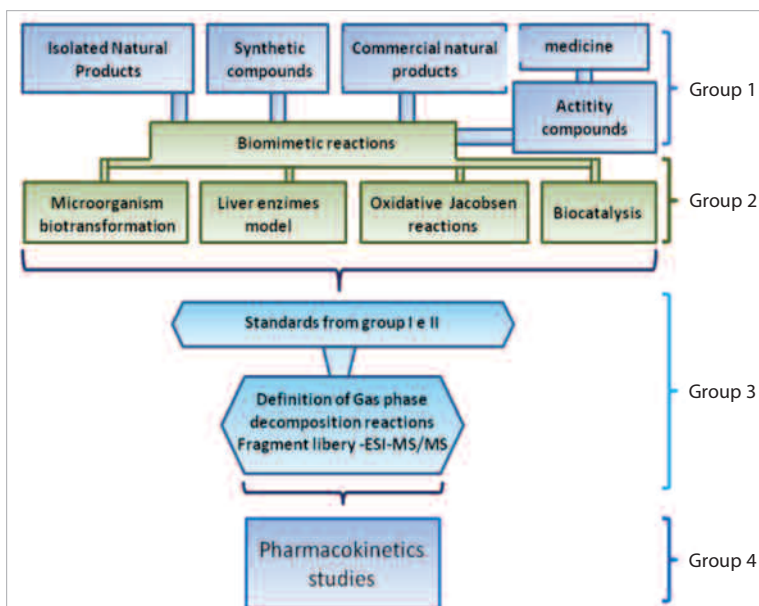 Isolated Natural
Products
Synthetic
compounds
Commercial natural
products
medicine
Actitity
compounds
Group 1
Biomimetic reactions
Microorganism
biotransformation
Liver enzimes
model
Oxidative Jacobsen
reactions
Biocatalysis
Group 2
Standards from group I e II
Definition of Gas phase
decomposition reactions
Fragment libery -ESI-MS/MS
Group 3
Pharmacokinetics
studies
Group 4